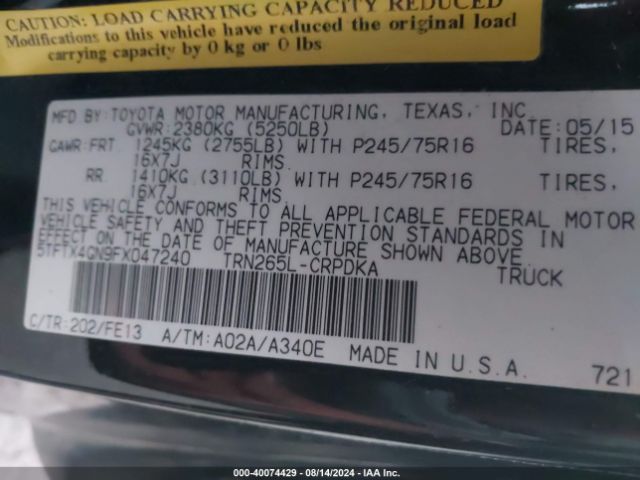 CAUTION: LOAD CARRYING CAPACITY REDUCED
Modifications to this vehicle have reduced the original load
carrying capacity by 0 kg or 0 lbs
MFD BY: TOYOTA MOTOR MANUFACTURING, TEXAS, INC.
GVWR: 2380KG (5250LB) DATE: 05/15
GAWR: FRT 1245KG (2755LB) WITH P245/75R16 TIRES,
16X7J RIMS
RR 1410KG (3110LB) WITH P245/75R16 TIRES,
16X7J RIMS
THIS VEHICLE CONFORMS TO ALL APPLICABLE FEDERAL MOTOR
VEHICLE SAFETY AND THEFT PREVENTION STANDARDS IN
EFFECT ON THE DATE OF MANUFACTURE SHOWN ABOVE.
5TFTX4GN9FX047240 TRN265L-CRPDKA TRUCK
C/TR: 202/FE13 A/TM: A02A/A340E MADE IN U.S.A. 721
000-40074429 - 08/14/2024 - IAA Inc.